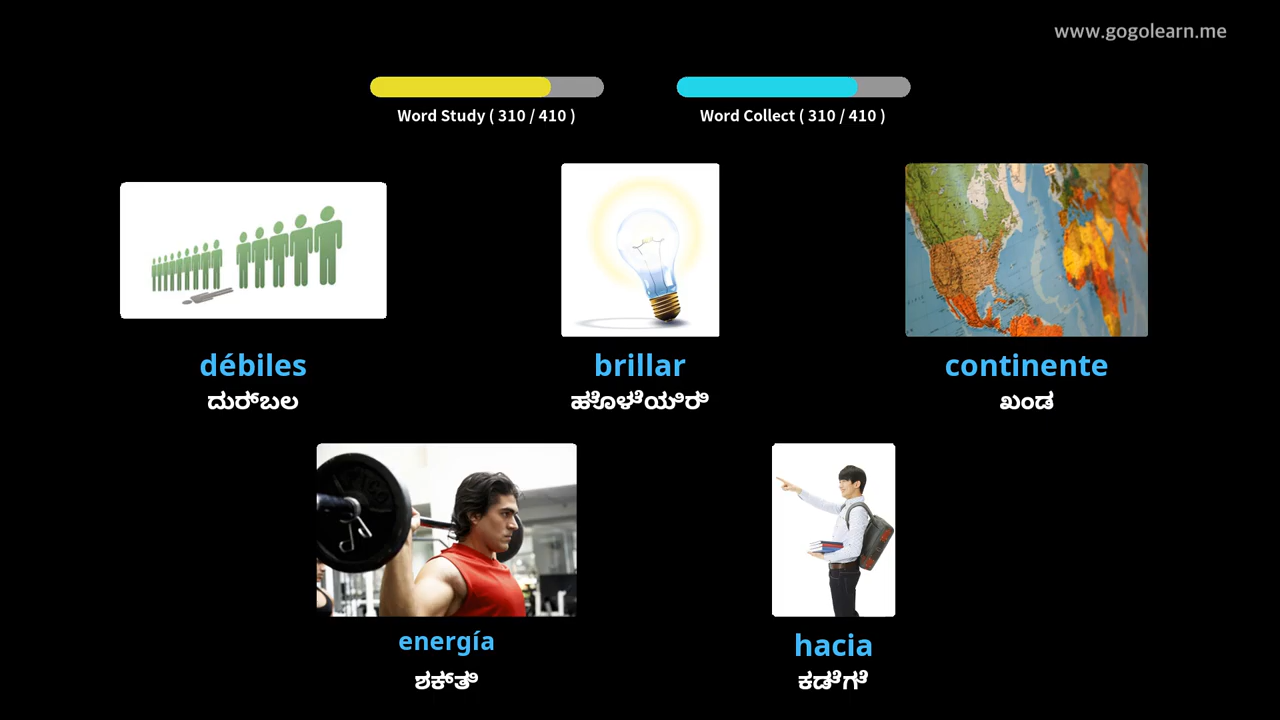 www.gogolearn.me
Word Study ( 310 / 410 )
Word Collect ( 310 / 410 )
débiles
ದುರ್ಬಲ
brillar
ಹೊಳೆಯಿರಿ
continente
ಖಂಡ
energía
ಶಕ್ತಿ
hacia
ಕಡೆಗೆ